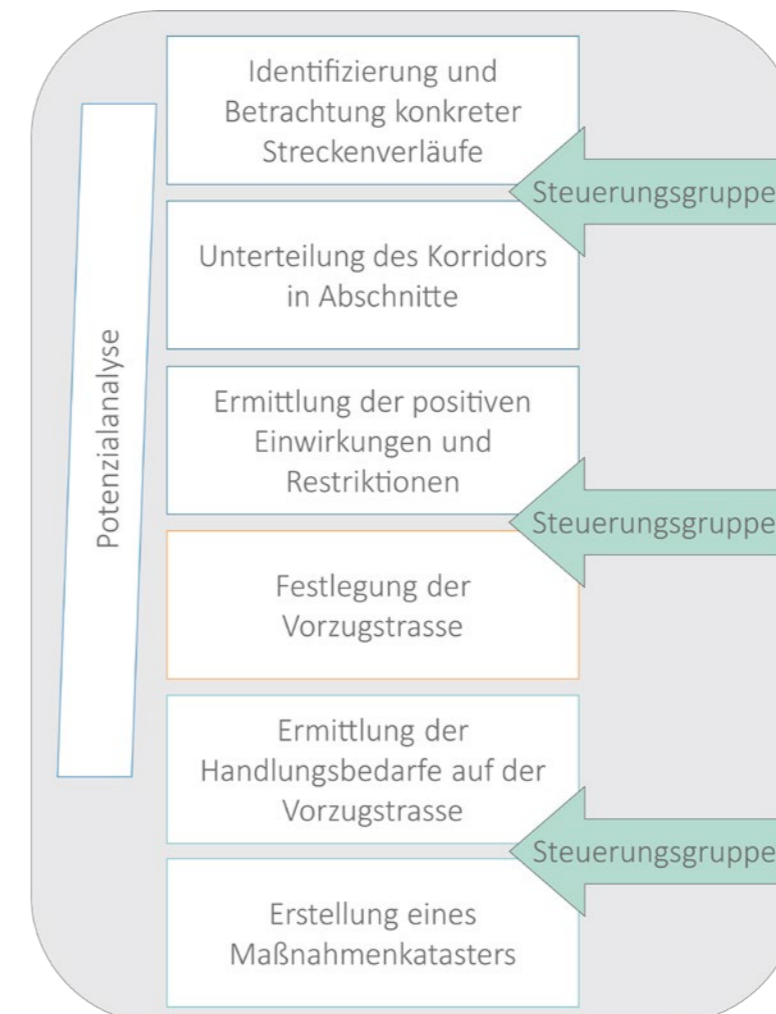 Identifizierung und
Betrachtung konkreter
Streckenverläufe
Steuerungsgruppe
Unterteilung des Korridors
in Abschnitte
Potenzialanalyse
Ermittlung der positiven
Einwirkungen und
Restriktionen
Steuerungsgruppe
Festlegung der
Vorzugstrasse
Ermittlung der
Handlungsbedarfe auf der
Vorzugstrasse
Steuerungsgruppe
Erstellung eines
Maßnahmenkatasters